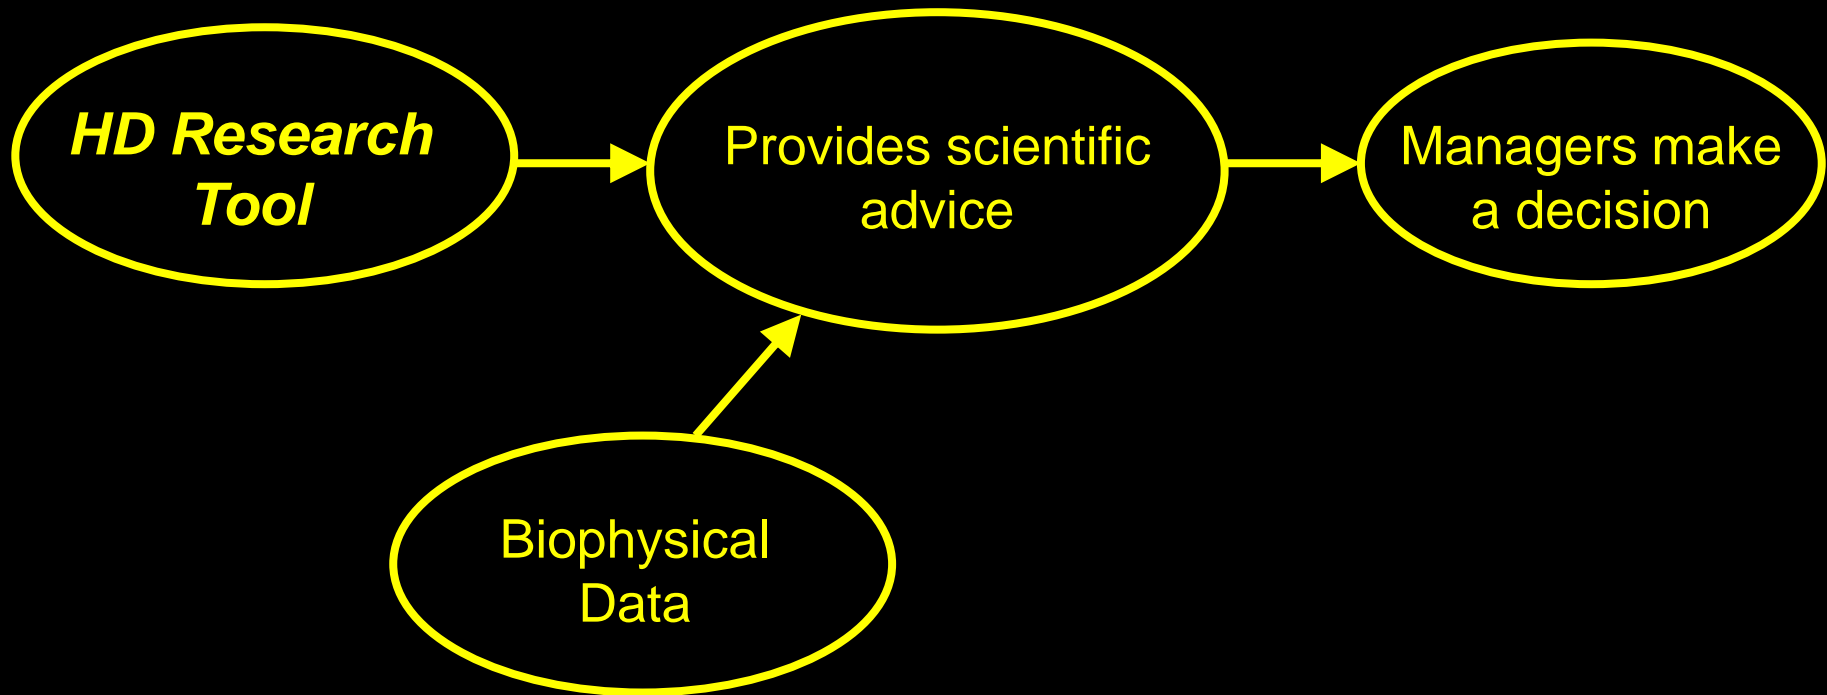 HD Research
Tool
Provides scientific
advice
Managers make
a decision
Biophysical
Data